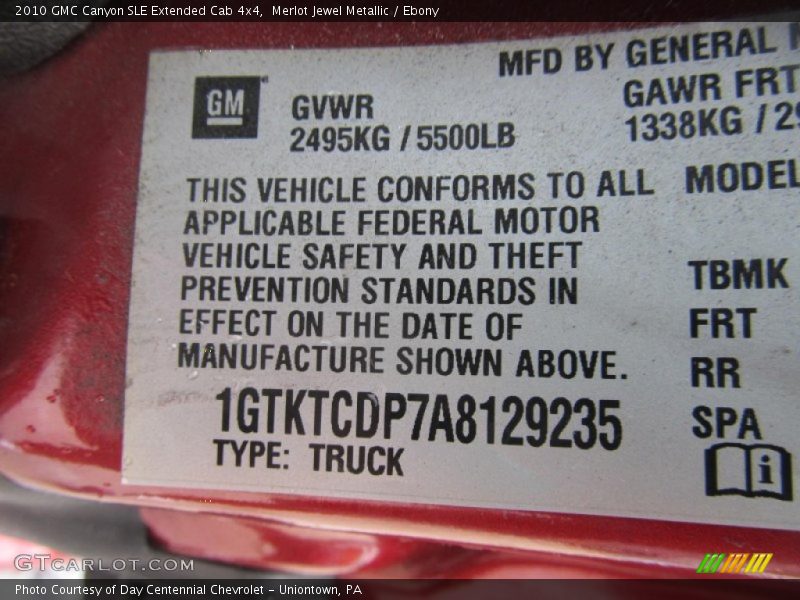 2010 GMC Canyon SLE Extended Cab 4x4, Merlot Jewel Metallic / Ebony
MFD BY GENERAL
GM
GVWR
2495KG / 5500LB
GAWR FRT
1338KG /
THIS VEHICLE CONFORMS TO ALL
APPLICABLE FEDERAL MOTOR
VEHICLE SAFETY AND THEFT
PREVENTION STANDARDS IN
EFFECT ON THE DATE OF
MANUFACTURE SHOWN ABOVE.
1GTKTCDP7A8129235
TYPE: TRUCK
MODEL
TBMK
FRT
RR
SPA
i
GTCARLOT.COM
Photo Courtesy of Day Centennial Chevrolet - Uniontown, PA